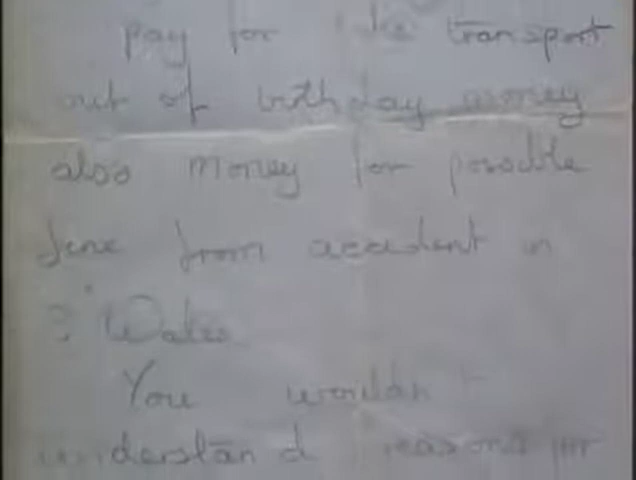 pay for the transport
out of birthday money
also money for possible
fine from accident in
? Wales
You wouldn
understand reasons for